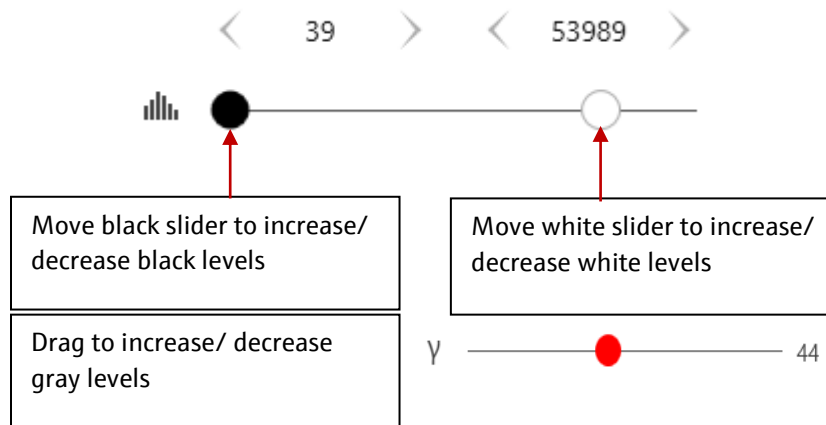 39 53989
Move black slider to increase/
decrease black levels
Move white slider to increase/
decrease white levels
Drag to increase/ decrease
gray levels
γ 44